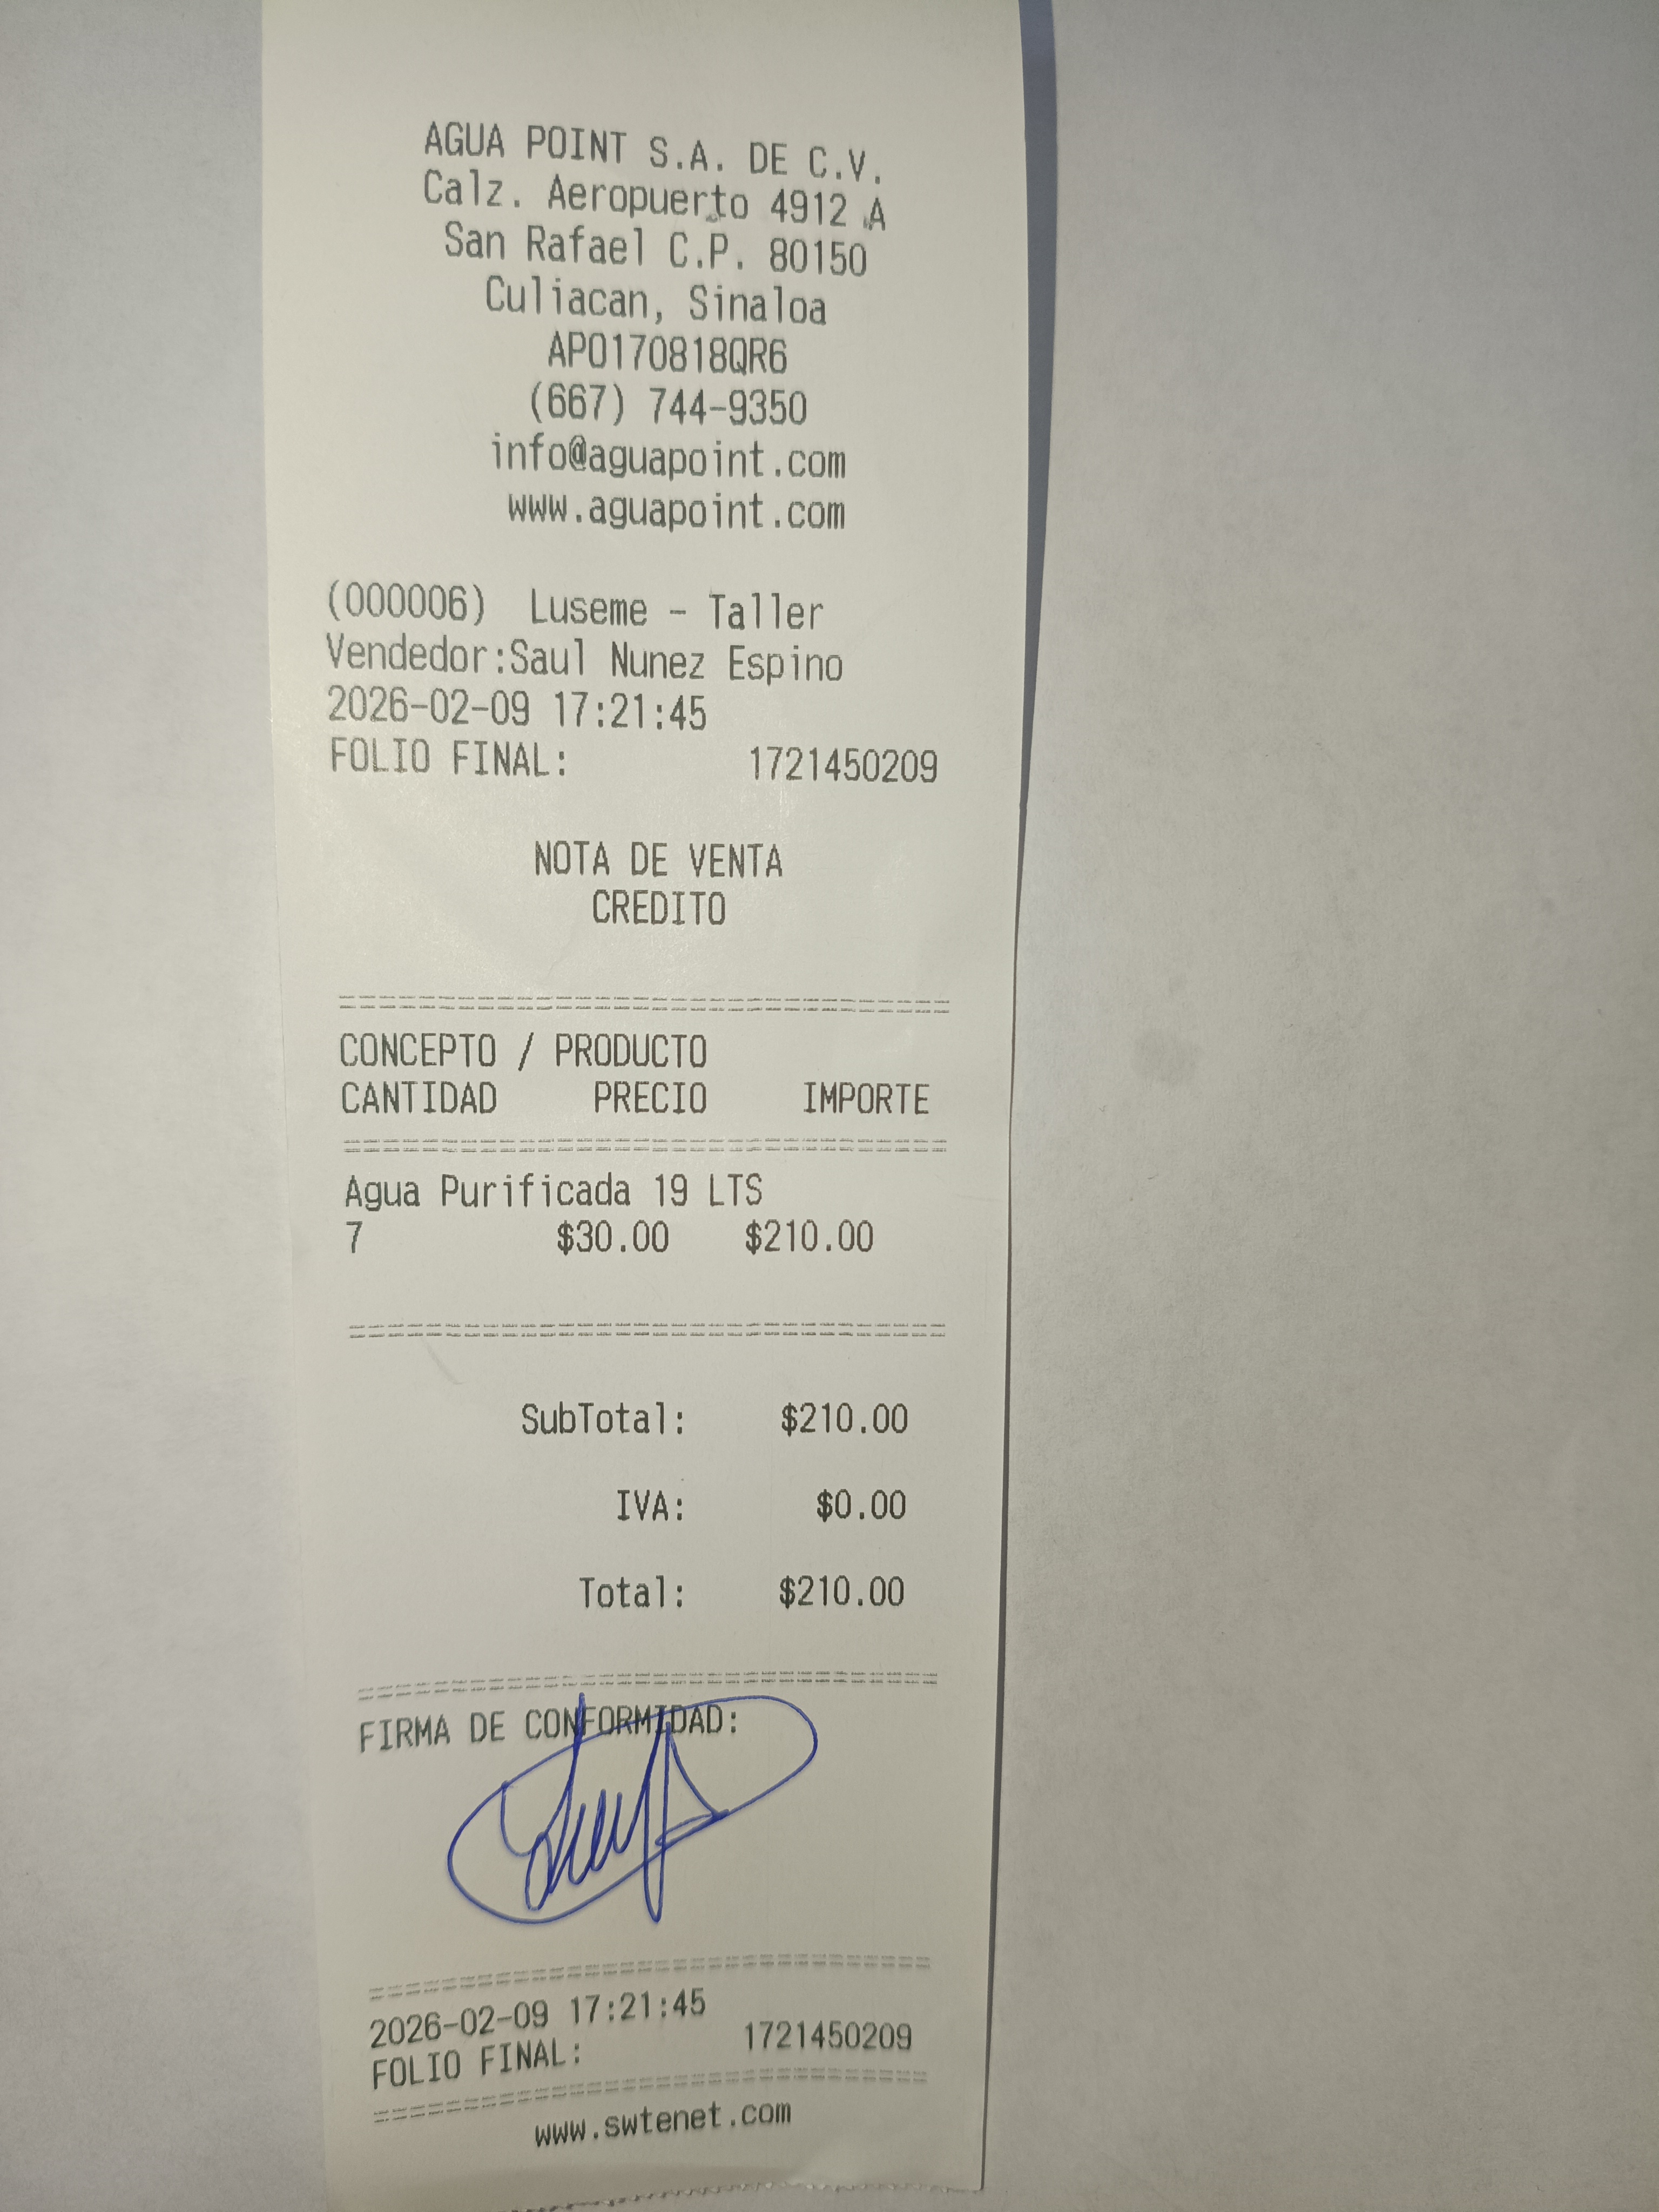 AGUA POINT S.A. DE C.V.
Calz. Aeropuerto 4912 A
San Rafael C.P. 80150
Culiacan, Sinaloa
APO170818QR6
(667) 744-9350
info@aguapoint.com
www.aguapoint.com
(000006) Luseme - Taller
Vendedor:Saul Nunez Espino
2026-02-09 17:21:45
FOLIO FINAL: 1721450209
NOTA DE VENTA
CREDITO
CONCEPTO / PRODUCTO
CANTIDAD PRECIO IMPORTE
Agua Purificada 19 LTS
7 $30.00 $210.00
SubTotal: $210.00
IVA: $0.00
Total: $210.00
FIRMA DE CONFORMIDAD:
2026-02-09 17:21:45
FOLIO FINAL: 1721450209
www.swtenet.com